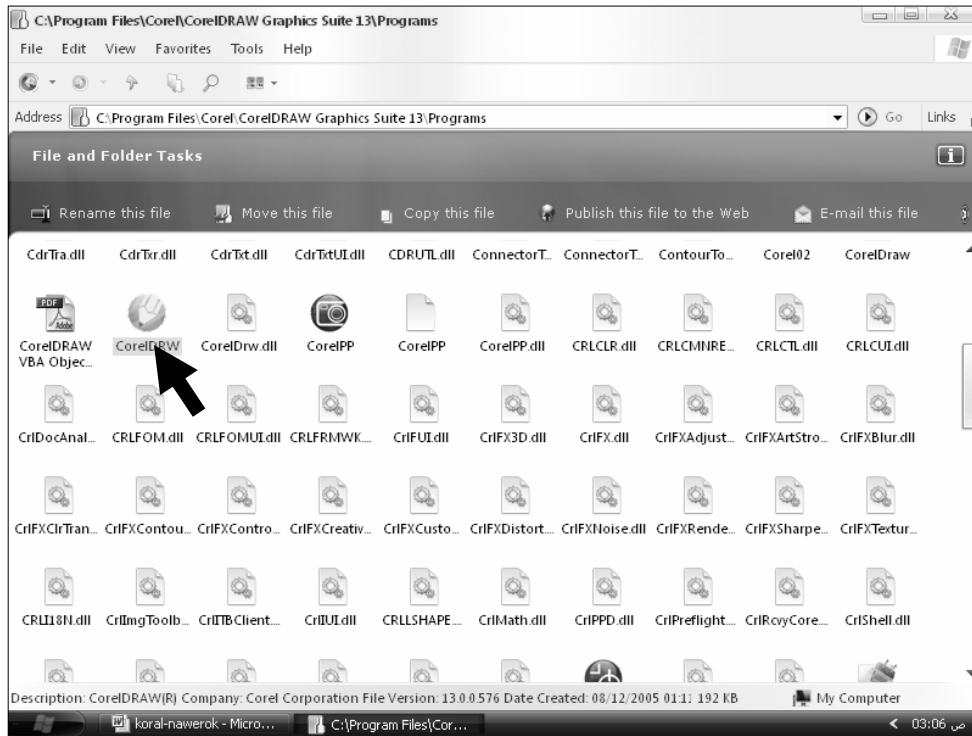 C:\Program Files\Corel\CorelDRAW Graphics Suite 13\Programs
File Edit View Favorites Tools Help
Address C:\Program Files\Corel\CorelDRAW Graphics Suite 13\Programs Go Links
File and Folder Tasks
Rename this file Move this file Copy this file Publish this file to the Web E-mail this file
CdrTra.dll CdrTxr.dll CdrTxt.dll CdrTxtUI.dll CDRUTL.dll ConnectorT... ConnectorT... ContourTo... Corel02 CorelDraw
PDF
Adobe
CorelDRAW CorelDRW CorelDrw.dll CorelPP CorelPP CorelPP.dll CRLCLR.dll CRLCMNRE... CRLCTL.dll CRLCUI.dll
VBA Objec...
CrlDocAnal... CRLFOM.dll CRLFOMUI.dll CRLFRMWK... CrlFUI.dll CrlFX3D.dll CrlFX.dll CrlFXAdjust... CrlFXArtStro... CrlFXBlur.dll
CrlFXClrTran... CrlFXContou... CrlFXContro... CrlFXCreativ... CrlFXCusto... CrlFXDistort... CrlFXNoise.dll CrlFXRende... CrlFXSharpe... CrlFXTextur...
CRLI18N.dll CrlImgToolb... CrlITBClient... CrlIUI.dll CRLLSHAPE... CrlMath.dll CrlPPD.dll CrlPreflight... CrlRcvyCore... CrlShell.dll
Description: CorelDRAW(R) Company: Corel Corporation File Version: 13.0.0.576 Date Created: 08/12/2005 01:11 192 KB My Computer
koral-nawerok - Micro... C:\Program Files\Cor... 03:06 ص